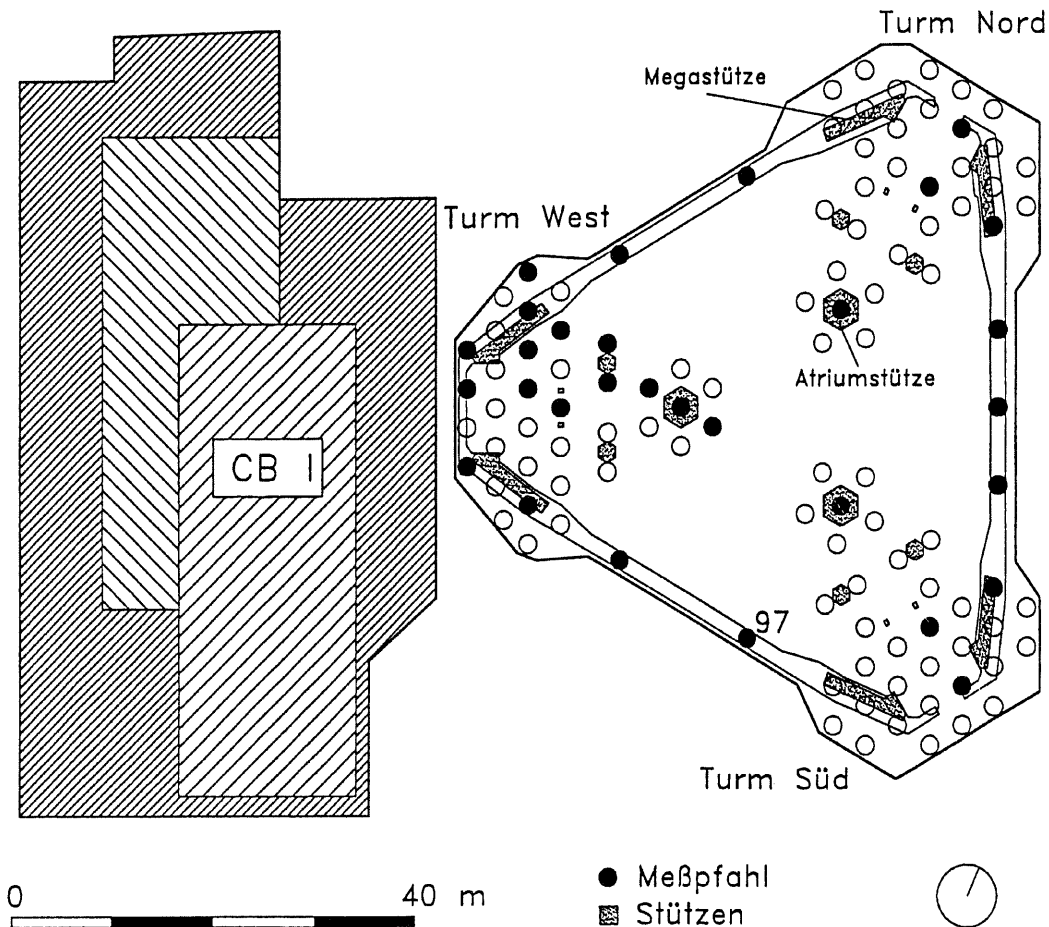 Turm Nord
Megastütze
Turm West
Atriumstütze
CB I
97
Turm Süd
0 40 m
Meßpfahl
Stützen